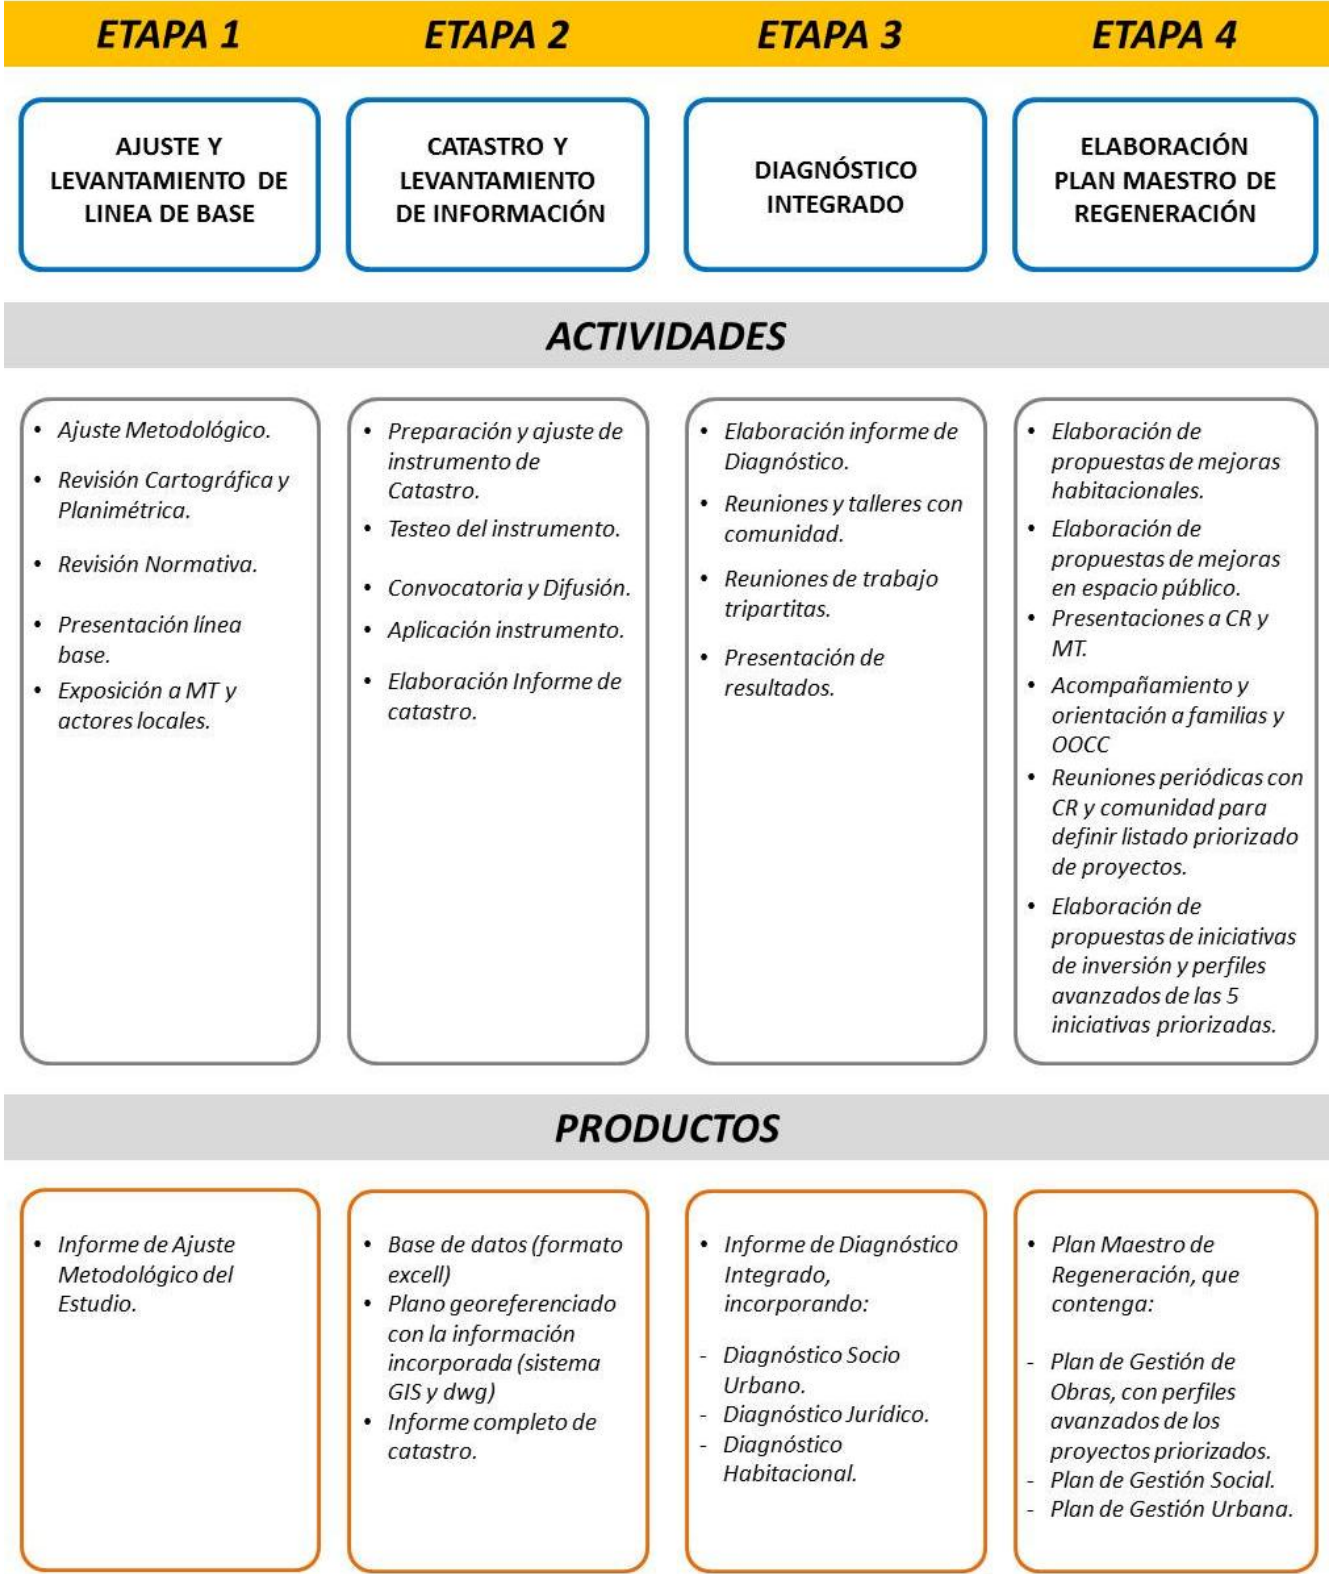 ETAPA 1
ETAPA 2
ETAPA 3
ETAPA 4
AJUSTE Y
LEVANTAMIENTO DE
LINEA DE BASE
CATASTRO Y
LEVANTAMIENTO
DE INFORMACIÓN
DIAGNÓSTICO
INTEGRADO
ELABORACIÓN
PLAN MAESTRO DE
REGENERACIÓN
ACTIVIDADES
• Ajuste Metodológico.
• Revisión Cartográfica y
Planimétrica.
• Revisión Normativa.
• Presentación línea
base.
• Exposición a MT y
actores locales.
• Preparación y ajuste de
instrumento de
Catastro.
• Testeo del instrumento.
• Convocatoria y Difusión.
• Aplicación instrumento.
• Elaboración Informe de
catastro.
• Elaboración informe de
Diagnóstico.
• Reuniones y talleres con
comunidad.
• Reuniones de trabajo
tripartitas.
• Presentación de
resultados.
• Elaboración de
propuestas de mejoras
habitacionales.
• Elaboración de
propuestas de mejoras
en espacio público.
• Presentaciones a CR y
MT.
• Acompañamiento y
orientación a familias y
OOCC
• Reuniones periódicas con
CR y comunidad para
definir listado priorizado
de proyectos.
• Elaboración de
propuestas de iniciativas
de inversión y perfiles
avanzados de las 5
iniciativas priorizadas.
PRODUCTOS
• Informe de Ajuste
Metodológico del
Estudio.
• Base de datos (formato
excell)
• Plano georeferenciado
con la información
incorporada (sistema
GIS y dwg)
• Informe completo de
catastro.
• Informe de Diagnóstico
Integrado,
incorporando:
- Diagnóstico Socio
Urbano.
- Diagnóstico Jurídico.
- Diagnóstico
Habitacional.
• Plan Maestro de
Regeneración, que
contenga:
- Plan de Gestión de
Obras, con perfiles
avanzados de los
proyectos priorizados.
- Plan de Gestión Social.
- Plan de Gestión Urbana.